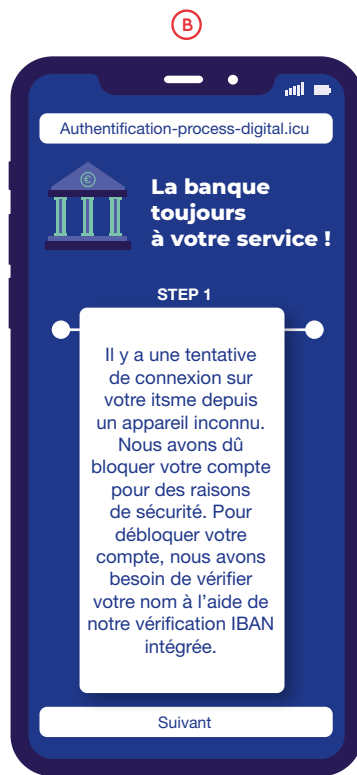 B
Authentification-process-digital.icu
€
La banque
toujours
à votre service !
STEP 1
Il y a une tentative
de connexion sur
votre itsme depuis
un appareil inconnu.
Nous avons dû
bloquer votre compte
pour des raisons
de sécurité. Pour
débloquer votre
compte, nous avons
besoin de vérifier
votre nom à l’aide de
notre vérification IBAN
intégrée.
Suivant